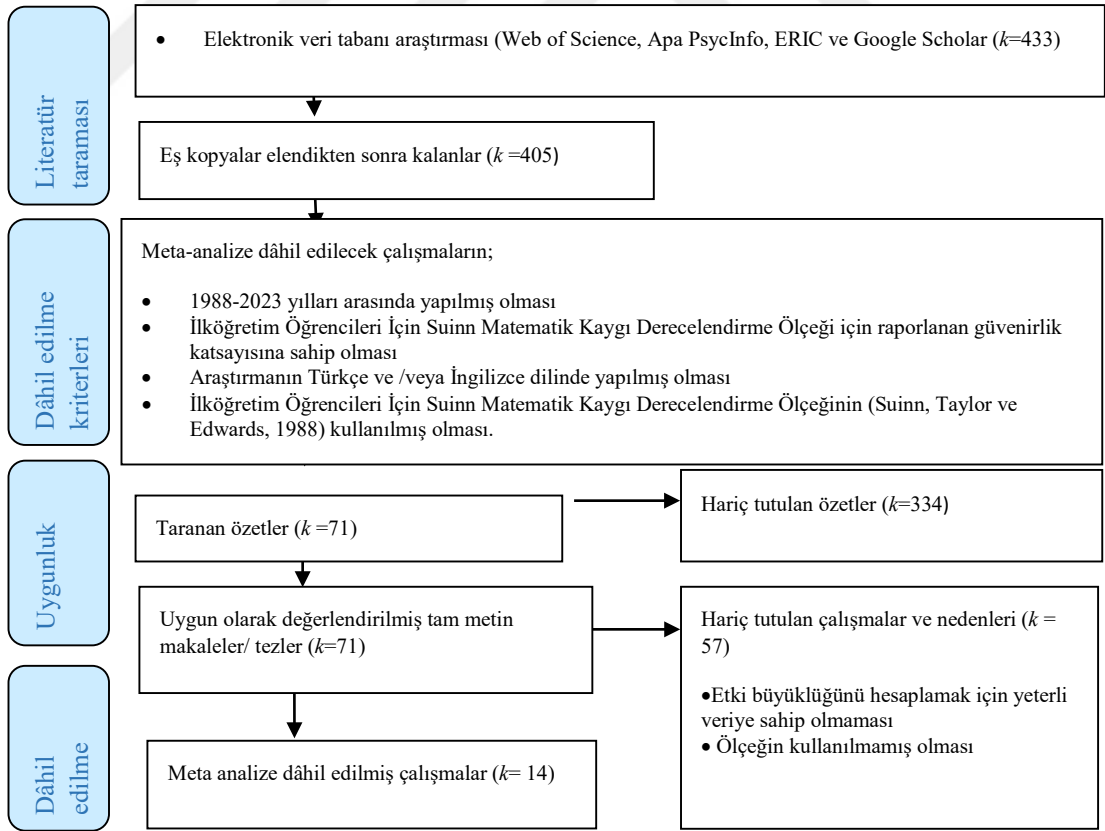 Literatür
taraması
• Elektronik veri tabanı araştırması (Web of Science, Apa PsycInfo, ERIC ve Google Scholar (k=433)
Eş kopyalar elendikten sonra kalanlar (k =405)
Dâhil edilme
kriterleri
Meta-analize dâhil edilecek çalışmaların;
• 1988-2023 yılları arasında yapılmış olması
• İlköğretim Öğrencileri İçin Suinn Matematik Kaygı Derecelendirme Ölçeği için raporlanan güvenirlik
katsayısına sahip olması
• Araştırmanın Türkçe ve /veya İngilizce dilinde yapılmış olması
• İlköğretim Öğrencileri İçin Suinn Matematik Kaygı Derecelendirme Ölçeğinin (Suinn, Taylor ve
Edwards, 1988) kullanılmış olması.
Uygunluk
Taranan özetler (k =71)
Hariç tutulan özetler (k=334)
Uygun olarak değerlendirilmiş tam metin
makaleler/ tezler (k=71)
Hariç tutulan çalışmalar ve nedenleri (k =
57)
•Etki büyüklüğünü hesaplamak için yeterli
veriye sahip olmaması
• Ölçeğin kullanılmamış olması
Dâhil
edilme
Meta analize dâhil edilmiş çalışmalar (k= 14)